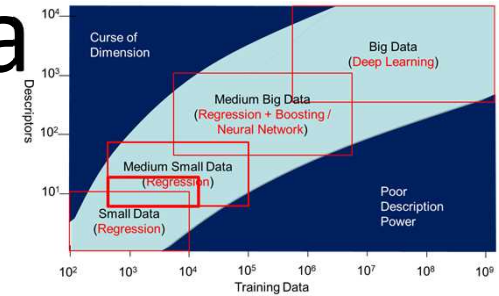 a
Curse of
Dimension
Big Data
(Deep Learning)
Medium Big Data
(Regression + Boosting /
Neural Network)
Medium Small Data
(Regression)
Small Data
(Regression)
Poor
Description
Power
Descriptors
10⁴
10³
10²
10¹
10² 10³ 10⁴ 10⁵ 10⁶ 10⁷ 10⁸ 10⁹
Training Data